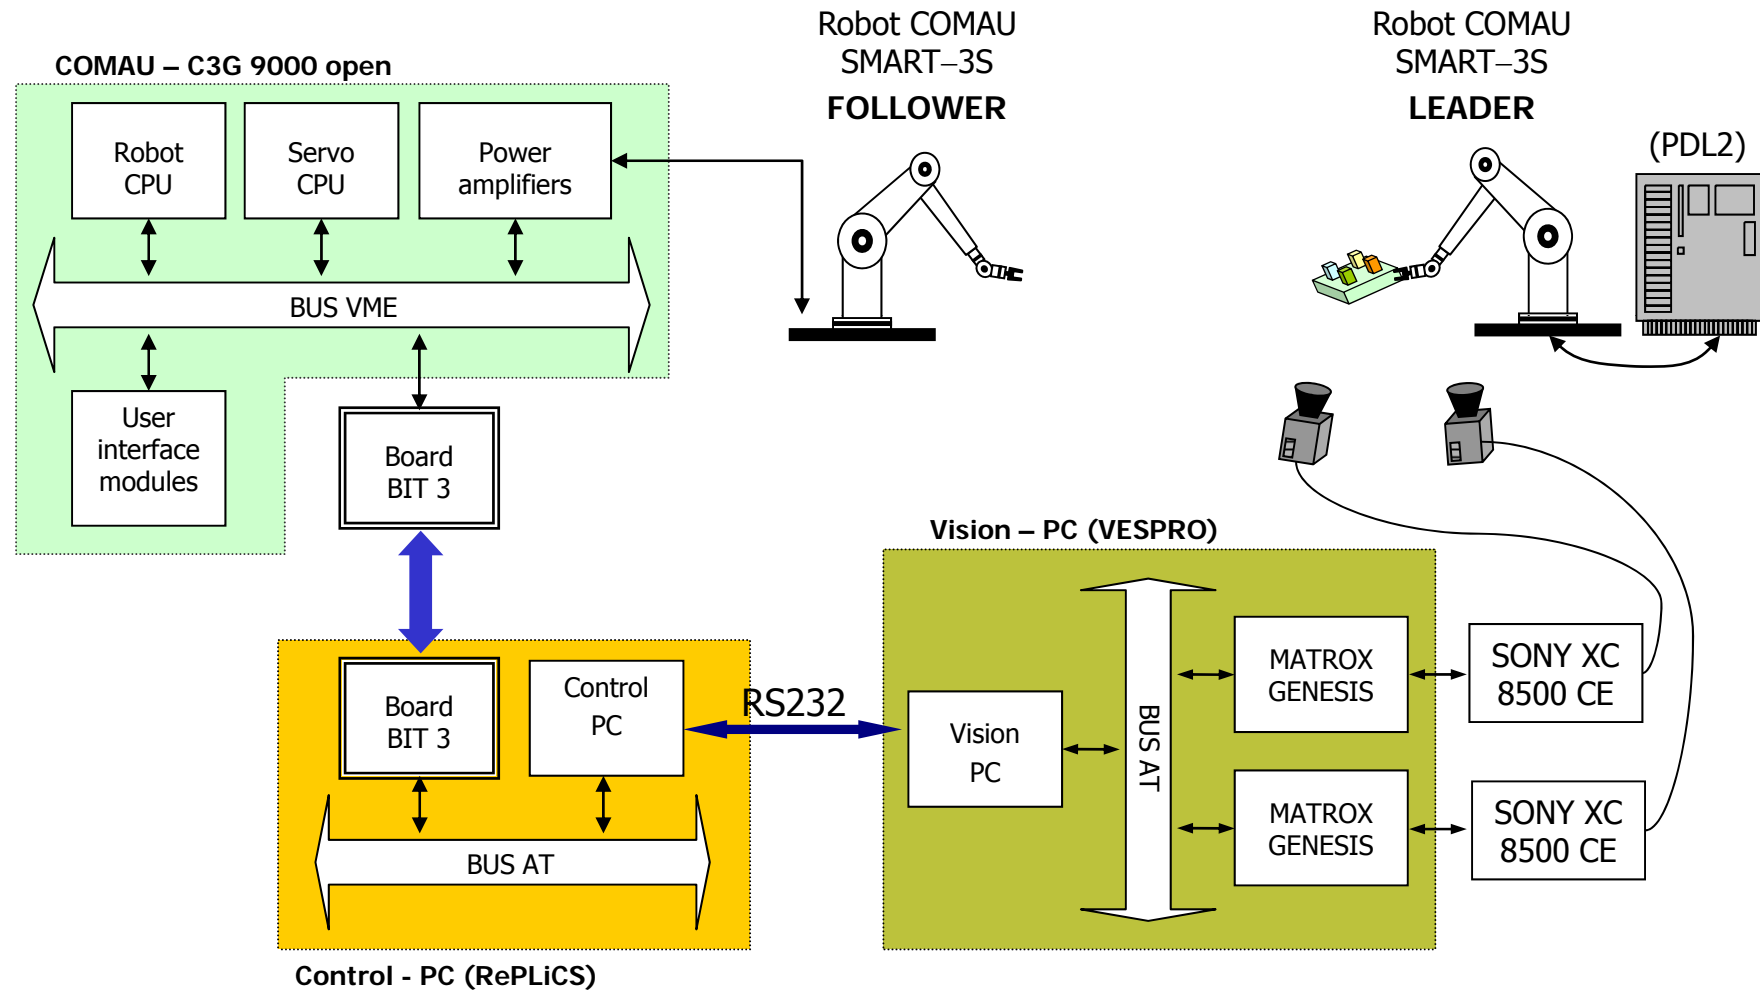 Robot COMAU
SMART–3S
FOLLOWER
Robot COMAU
SMART–3S
LEADER
(PDL2)
COMAU – C3G 9000 open
Robot
CPU
Servo
CPU
Power
amplifiers
BUS VME
User
interface
modules
Board
BIT 3
Vision – PC (VESPRO)
Board
BIT 3
Control
PC
RS232
Vision
PC
BUS AT
MATROX
GENESIS
SONY XC
8500 CE
MATROX
GENESIS
SONY XC
8500 CE
BUS AT
Control - PC (RePLiCS)